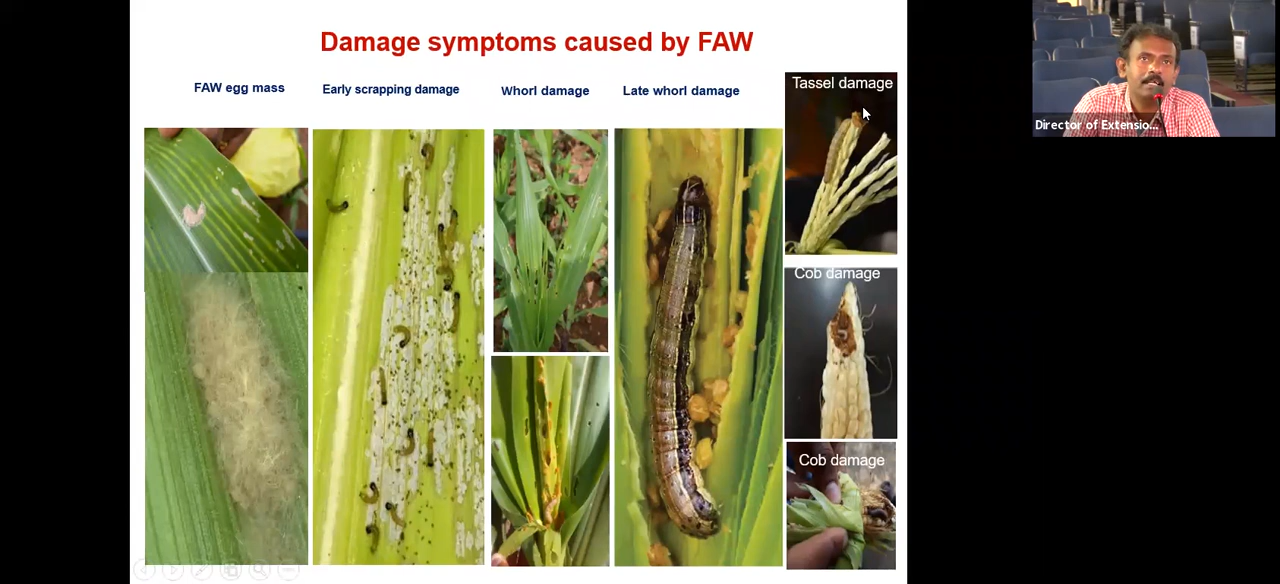 Damage symptoms caused by FAW
FAW egg mass
Early scrapping damage
Whorl damage
Late whorl damage
Tassel damage
Cob damage
Cob damage
Director of Extensio...